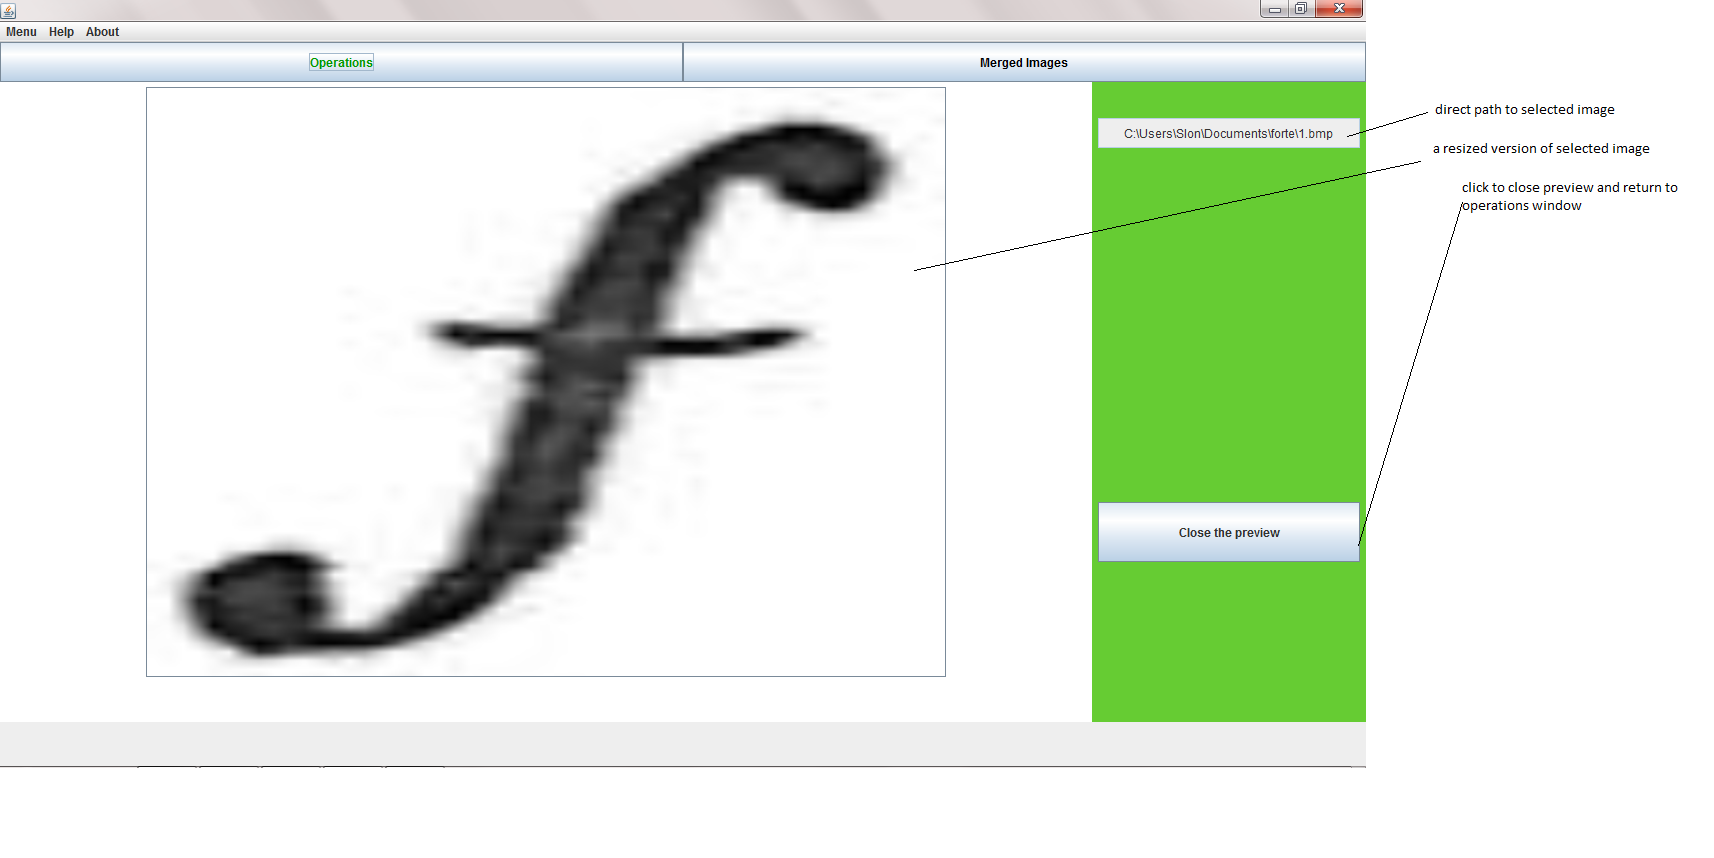 Menu Help About
Operations Merged Images
f
C:\Users\Slon\Documents\forte\1.bmp
direct path to selected image
a resized version of selected image
click to close preview and return to
operations window
Close the preview